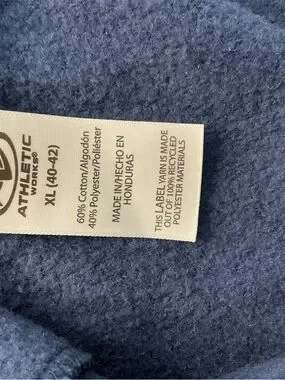 ATHLETIC
WORKS®
XL (40-42)
60% Cotton/Algodón
40% Polyester/Poliéster
MADE IN/HECHO EN
HONDURAS
THIS LABEL YARN IS MADE
OUT OF 100% RECYCLED
POLYESTER MATERIALS